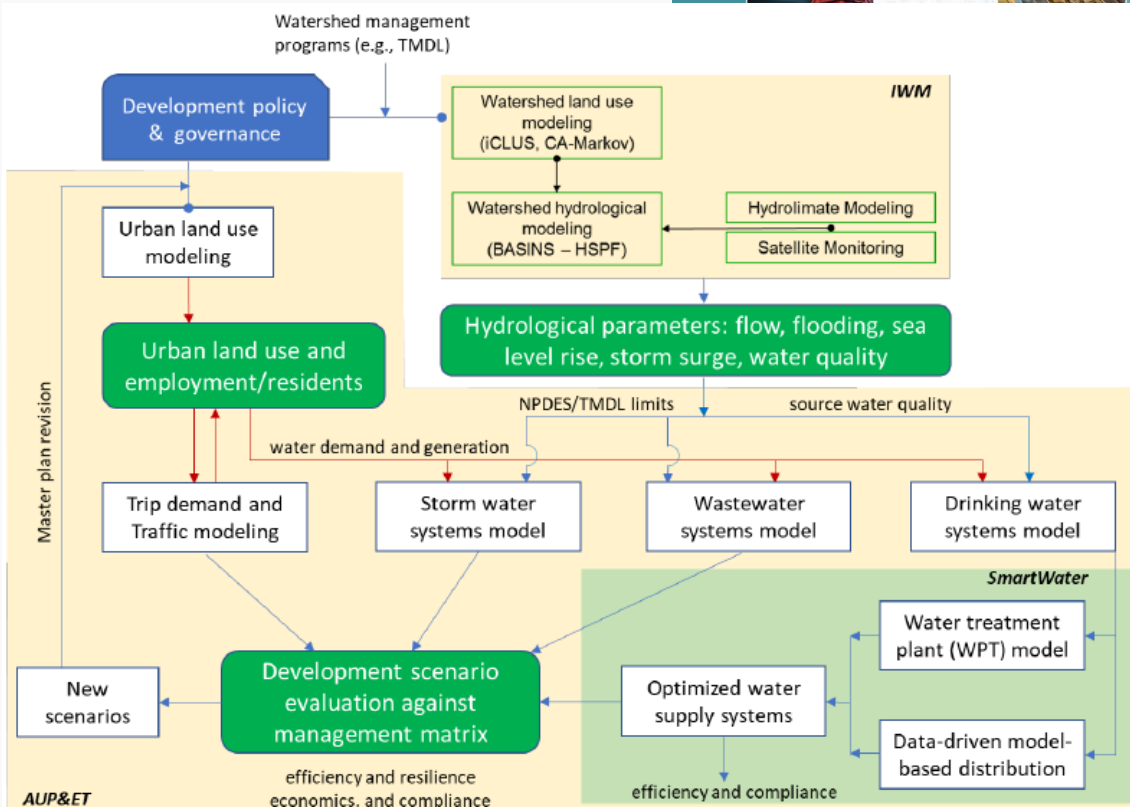 Watershed management
programs (e.g., TMDL)
Development policy
& governance
IWM
Watershed land use
modeling
(iCLUS, CA-Markov)
Watershed hydrological
modeling
(BASINS – HSPF)
Hydrolimate Modeling
Satellite Monitoring
Urban land use
modeling
Hydrological parameters: flow, flooding, sea
level rise, storm surge, water quality
Urban land use and
employment/residents
Master plan revision
NPDES/TMDL limits
source water quality
water demand and generation
Trip demand and
Traffic modeling
Storm water
systems model
Wastewater
systems model
Drinking water
systems model
SmartWater
Water treatment
plant (WPT) model
Development scenario
evaluation against
management matrix
New
scenarios
Optimized water
supply systems
Data-driven model-
based distribution
efficiency and resilience
economics, and compliance
efficiency and compliance
AUP&ET